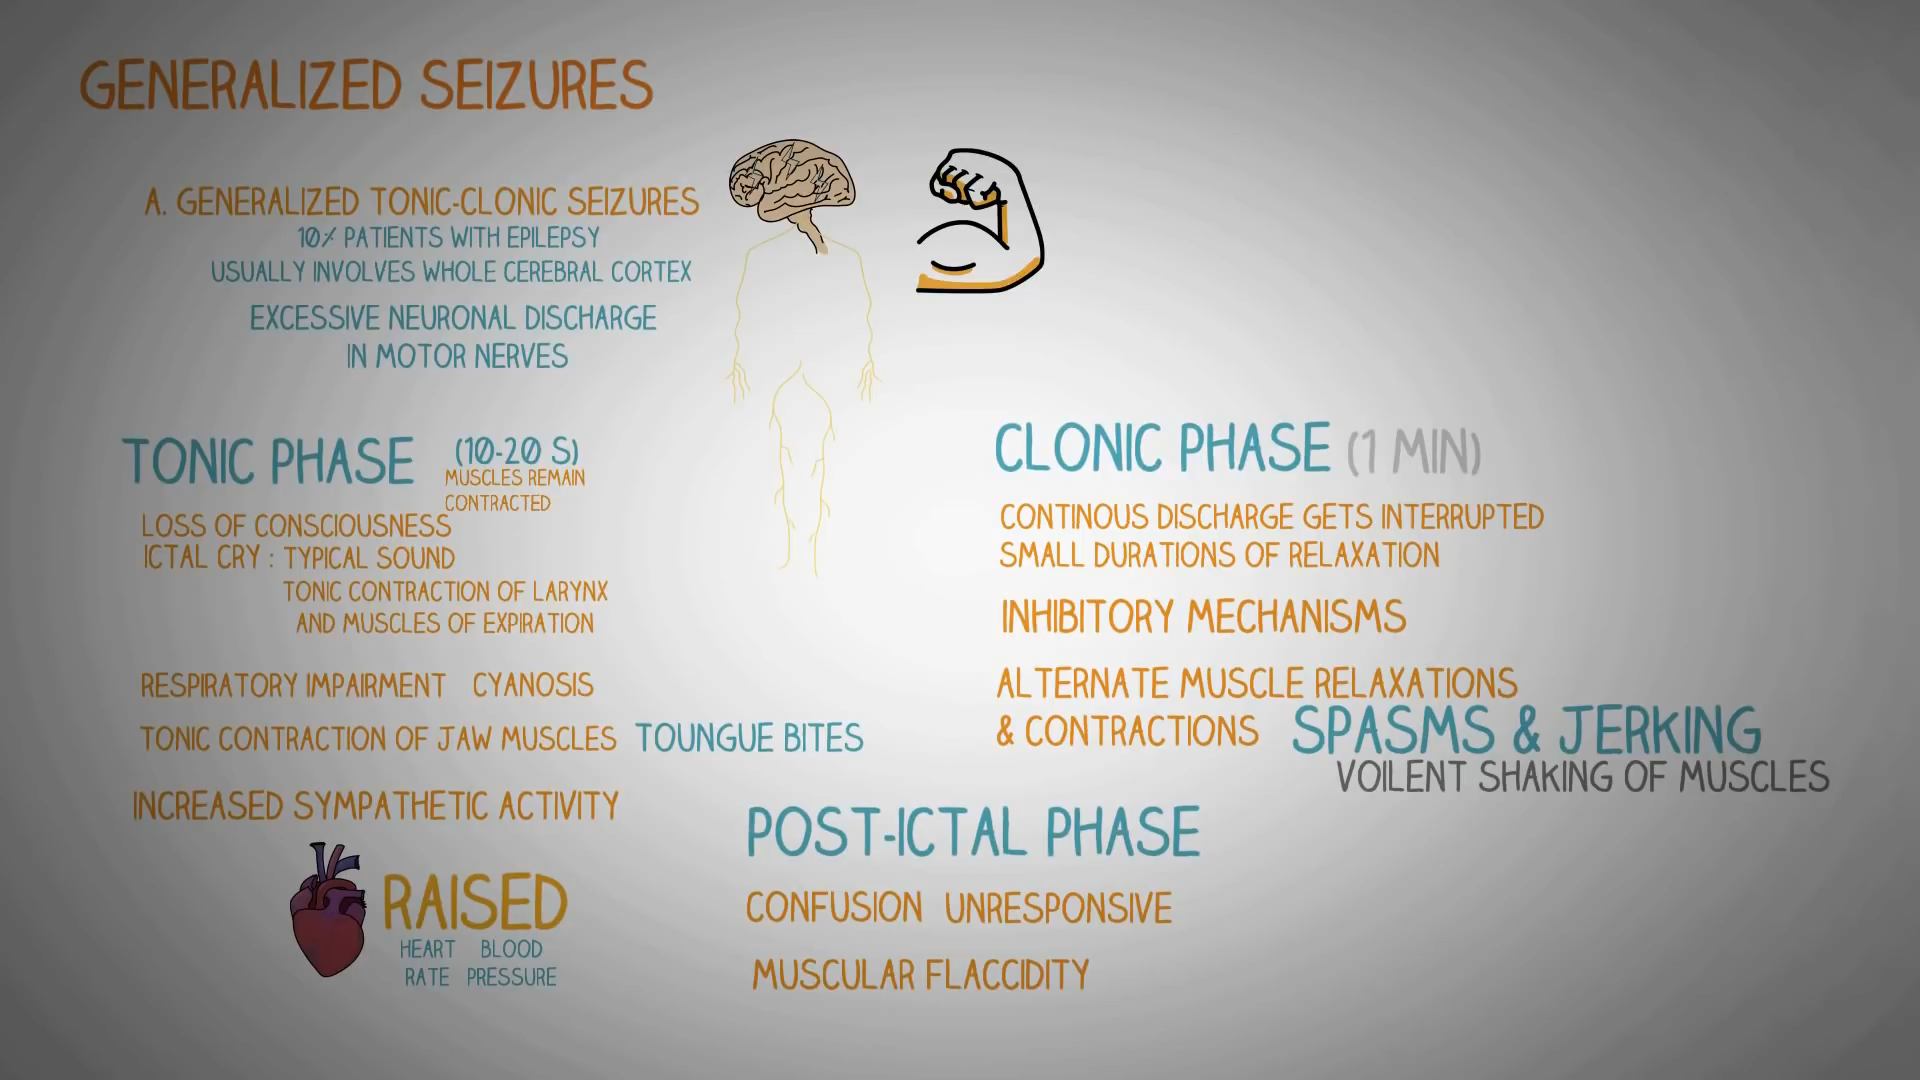 GENERALIZED SEIZURES
A. GENERALIZED TONIC-CLONIC SEIZURES
10% PATIENTS WITH EPILEPSY
USUALLY INVOLVES WHOLE CEREBRAL CORTEX
EXCESSIVE NEURONAL DISCHARGE
IN MOTOR NERVES
TONIC PHASE (10-20 S)
MUSCLES REMAIN
CONTRACTED
LOSS OF CONSCIOUSNESS
ICTAL CRY : TYPICAL SOUND
TONIC CONTRACTION OF LARYNX
AND MUSCLES OF EXPIRATION
RESPIRATORY IMPAIRMENT CYANOSIS
TONIC CONTRACTION OF JAW MUSCLES TOUNGUE BITES
INCREASED SYMPATHETIC ACTIVITY
RAISED
HEART BLOOD
RATE PRESSURE
CLONIC PHASE (1 MIN)
CONTINOUS DISCHARGE GETS INTERRUPTED
SMALL DURATIONS OF RELAXATION
INHIBITORY MECHANISMS
ALTERNATE MUSCLE RELAXATIONS
& CONTRACTIONS SPASMS & JERKING
VOILENT SHAKING OF MUSCLES
POST-ICTAL PHASE
CONFUSION UNRESPONSIVE
MUSCULAR FLACCIDITY